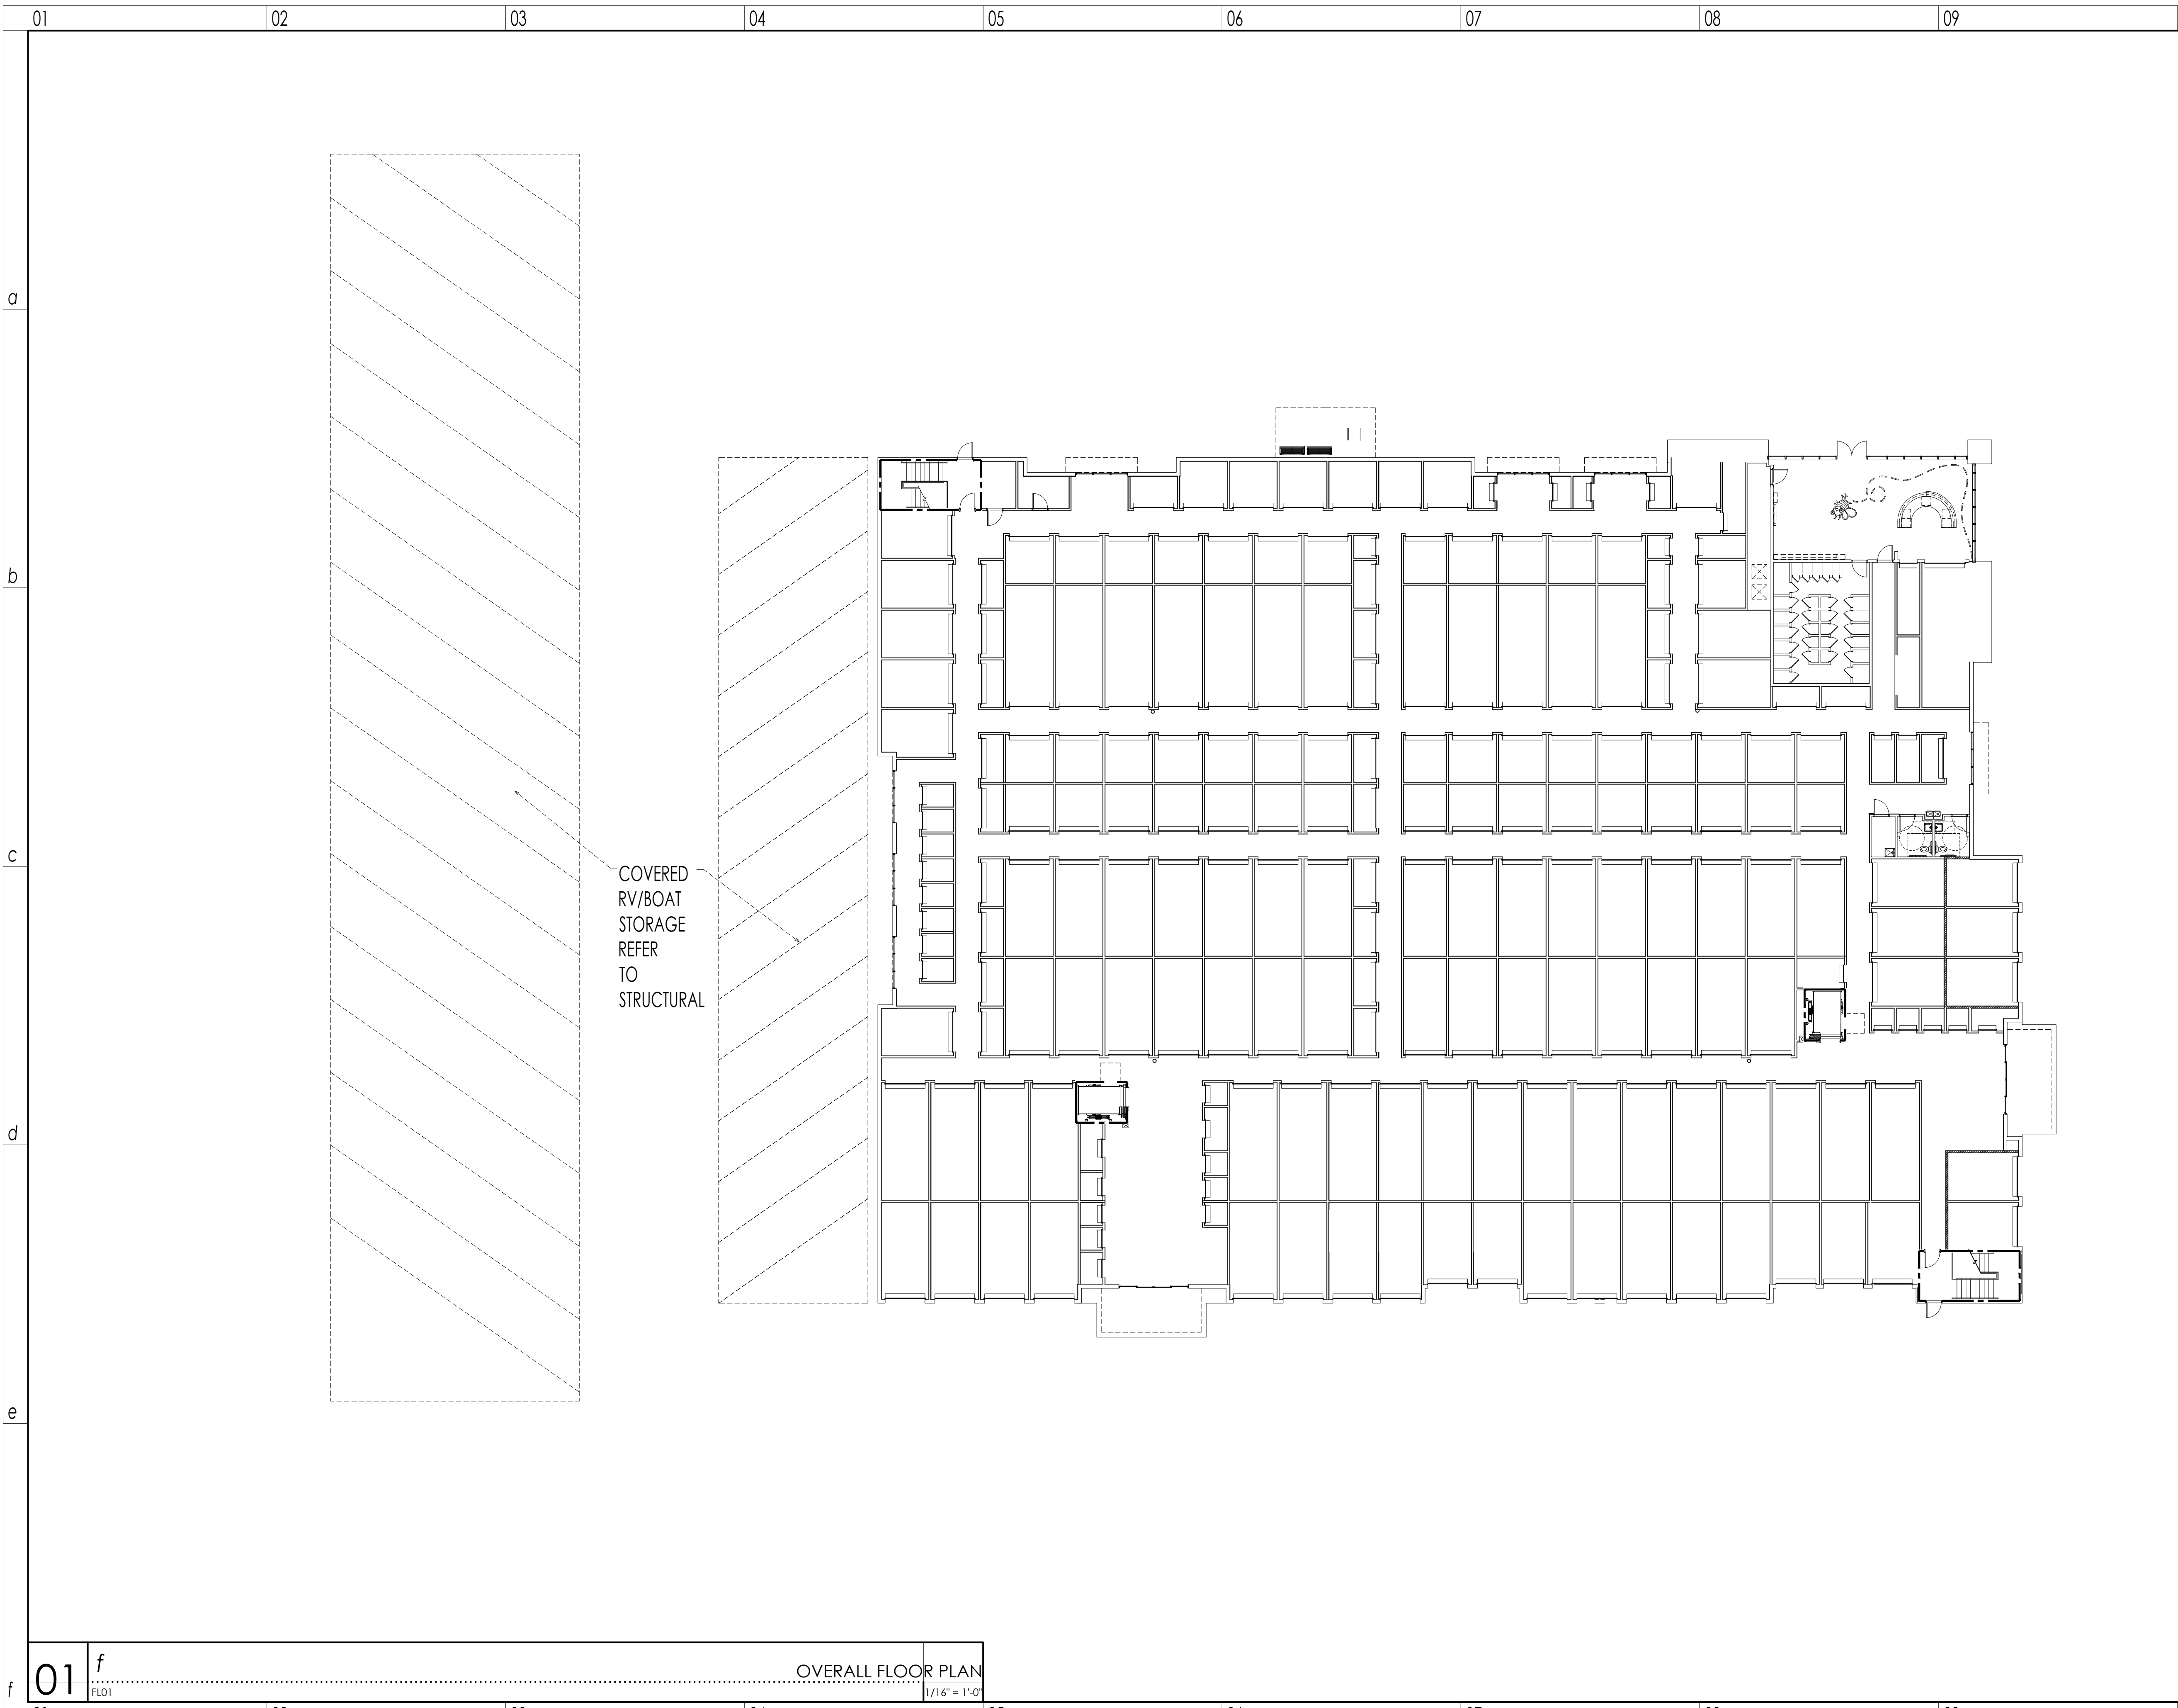 01 02 03 04 05 06 07 08 09
a
b
c
COVERED
RV/BOAT
STORAGE
REFER
TO
STRUCTURAL
d
e
f
01
f
OVERALL FLOOR PLAN
FL01
1/16" = 1'-0"